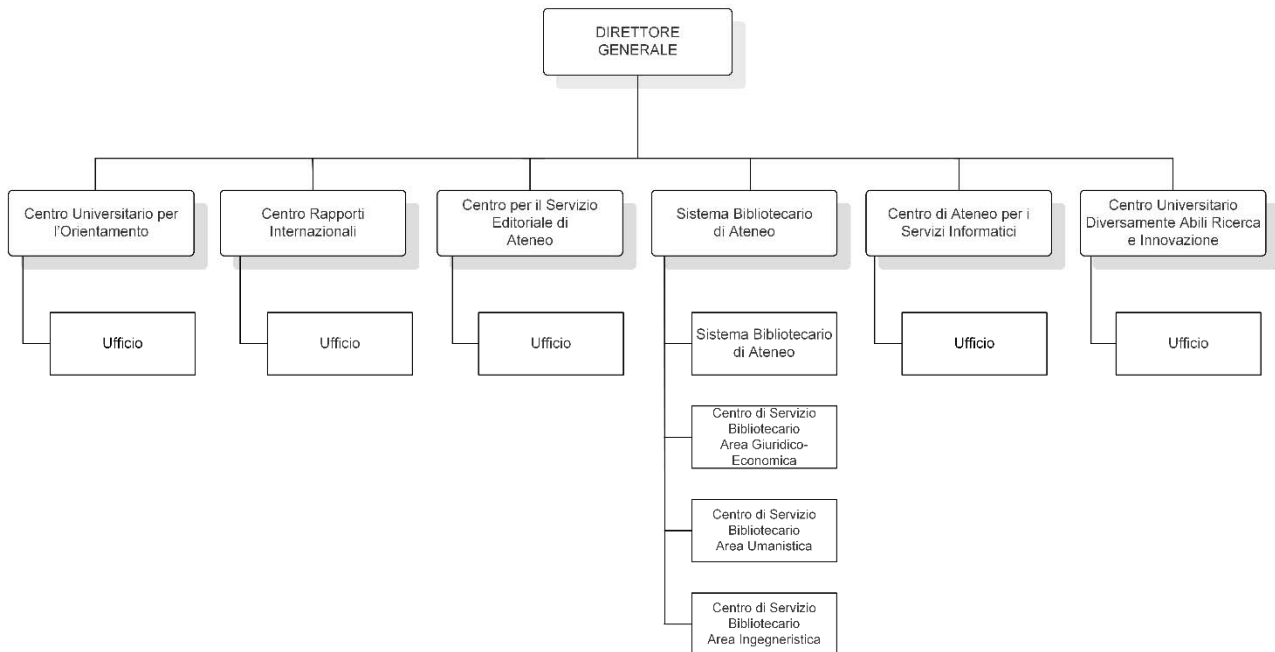 DIRETTORE
GENERALE
Centro Universitario per
l'Orientamento
Centro Rapporti
Internazionali
Centro per il Servizio
Editoriale di
Ateneo
Sistema Bibliotecario
di Ateneo
Centro di Ateneo per i
Servizi Informatici
Centro Universitario
Diversamente Abili Ricerca
e Innovazione
Ufficio
Ufficio
Ufficio
Sistema Bibliotecario
di Ateneo
Ufficio
Ufficio
Centro di Servizio
Bibliotecario
Area Giuridico-
Economica
Centro di Servizio
Bibliotecario
Area Umanistica
Centro di Servizio
Bibliotecario
Area Ingegneristica